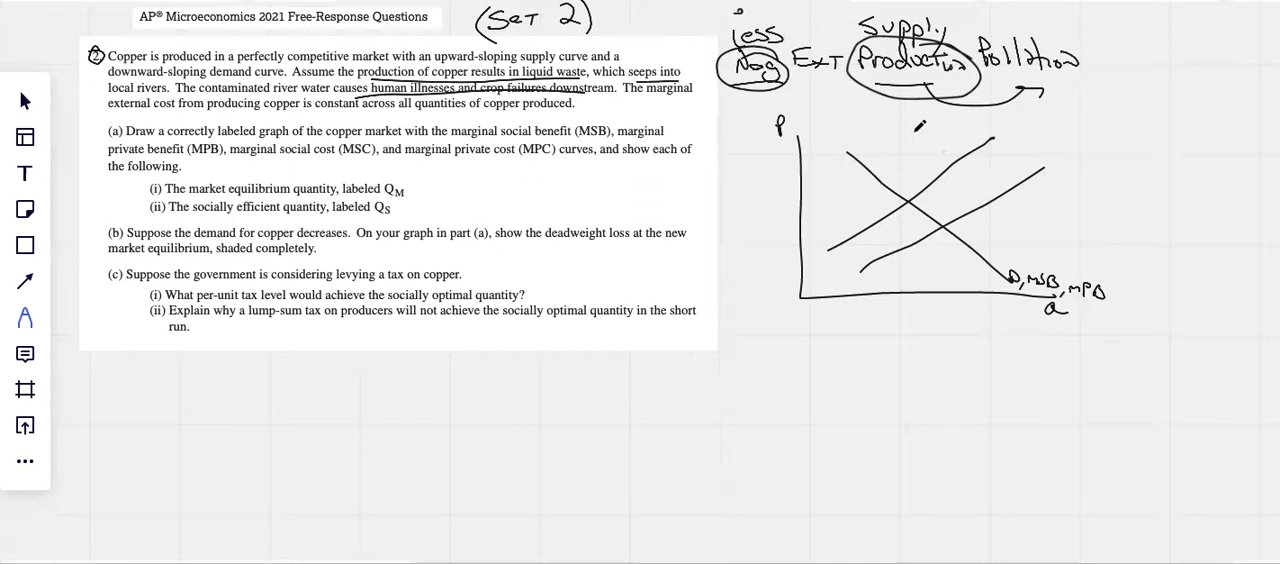 AP® Microeconomics 2021 Free-Response Questions
(SET 2)
2. Copper is produced in a perfectly competitive market with an upward-sloping supply curve and a
downward-sloping demand curve. Assume the production of copper results in liquid waste, which seeps into
local rivers. The contaminated river water causes human illnesses and crop failures downstream. The marginal
external cost from producing copper is constant across all quantities of copper produced.
(a) Draw a correctly labeled graph of the copper market with the marginal social benefit (MSB), marginal
private benefit (MPB), marginal social cost (MSC), and marginal private cost (MPC) curves, and show each of
the following.
(i) The market equilibrium quantity, labeled QM
(ii) The socially efficient quantity, labeled QS
(b) Suppose the demand for copper decreases. On your graph in part (a), show the deadweight loss at the new
market equilibrium, shaded completely.
(c) Suppose the government is considering levying a tax on copper.
(i) What per-unit tax level would achieve the socially optimal quantity?
(ii) Explain why a lump-sum tax on producers will not achieve the socially optimal quantity in the short
run.
less Supply
Neg Ext Production Pollution
P
D, MSB, MPB
Q
T
A